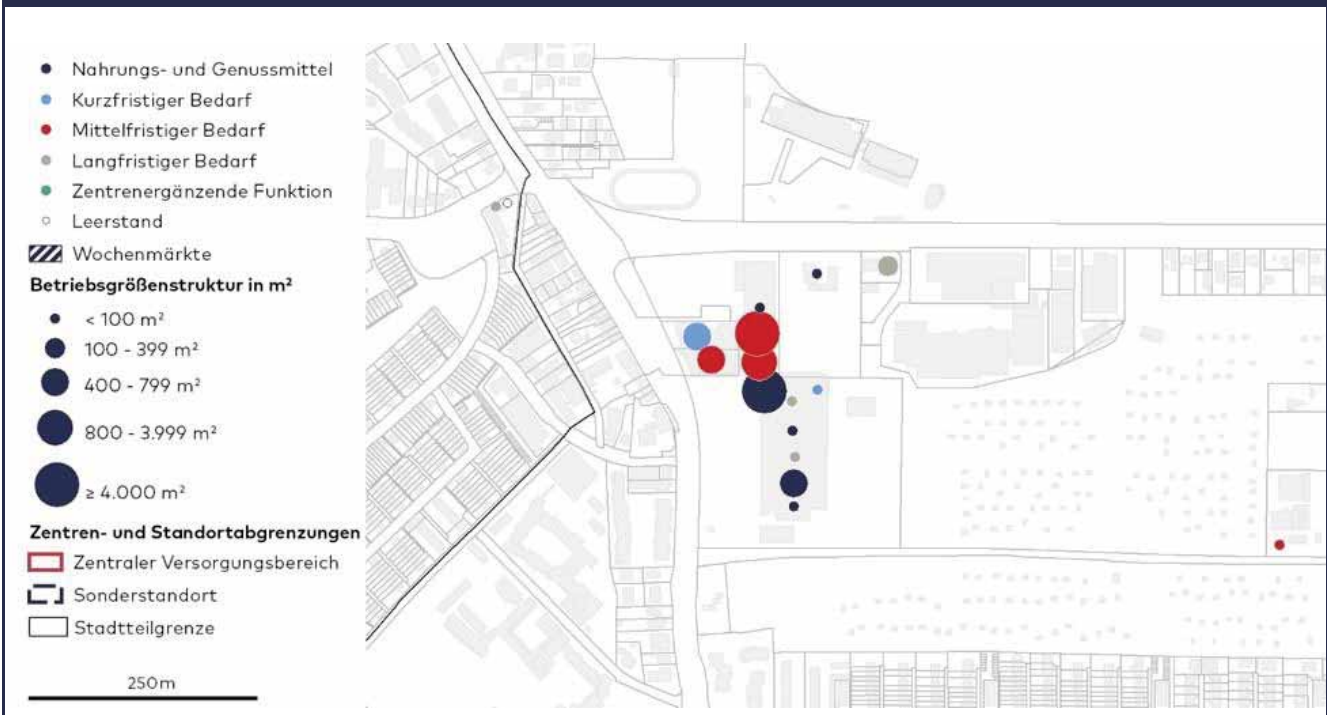 Nahrungs- und Genussmittel
Kurzfristiger Bedarf
Mittelfristiger Bedarf
Langfristiger Bedarf
Zentrenergänzende Funktion
Leerstand
Wochenmärkte
Betriebsgrößenstruktur in m²
< 100 m²
100 - 399 m²
400 - 799 m²
800 - 3.999 m²
≥ 4.000 m²
Zentren- und Standortabgrenzungen
Zentraler Versorgungsbereich
Sonderstandort
Stadtteilgrenze
250m